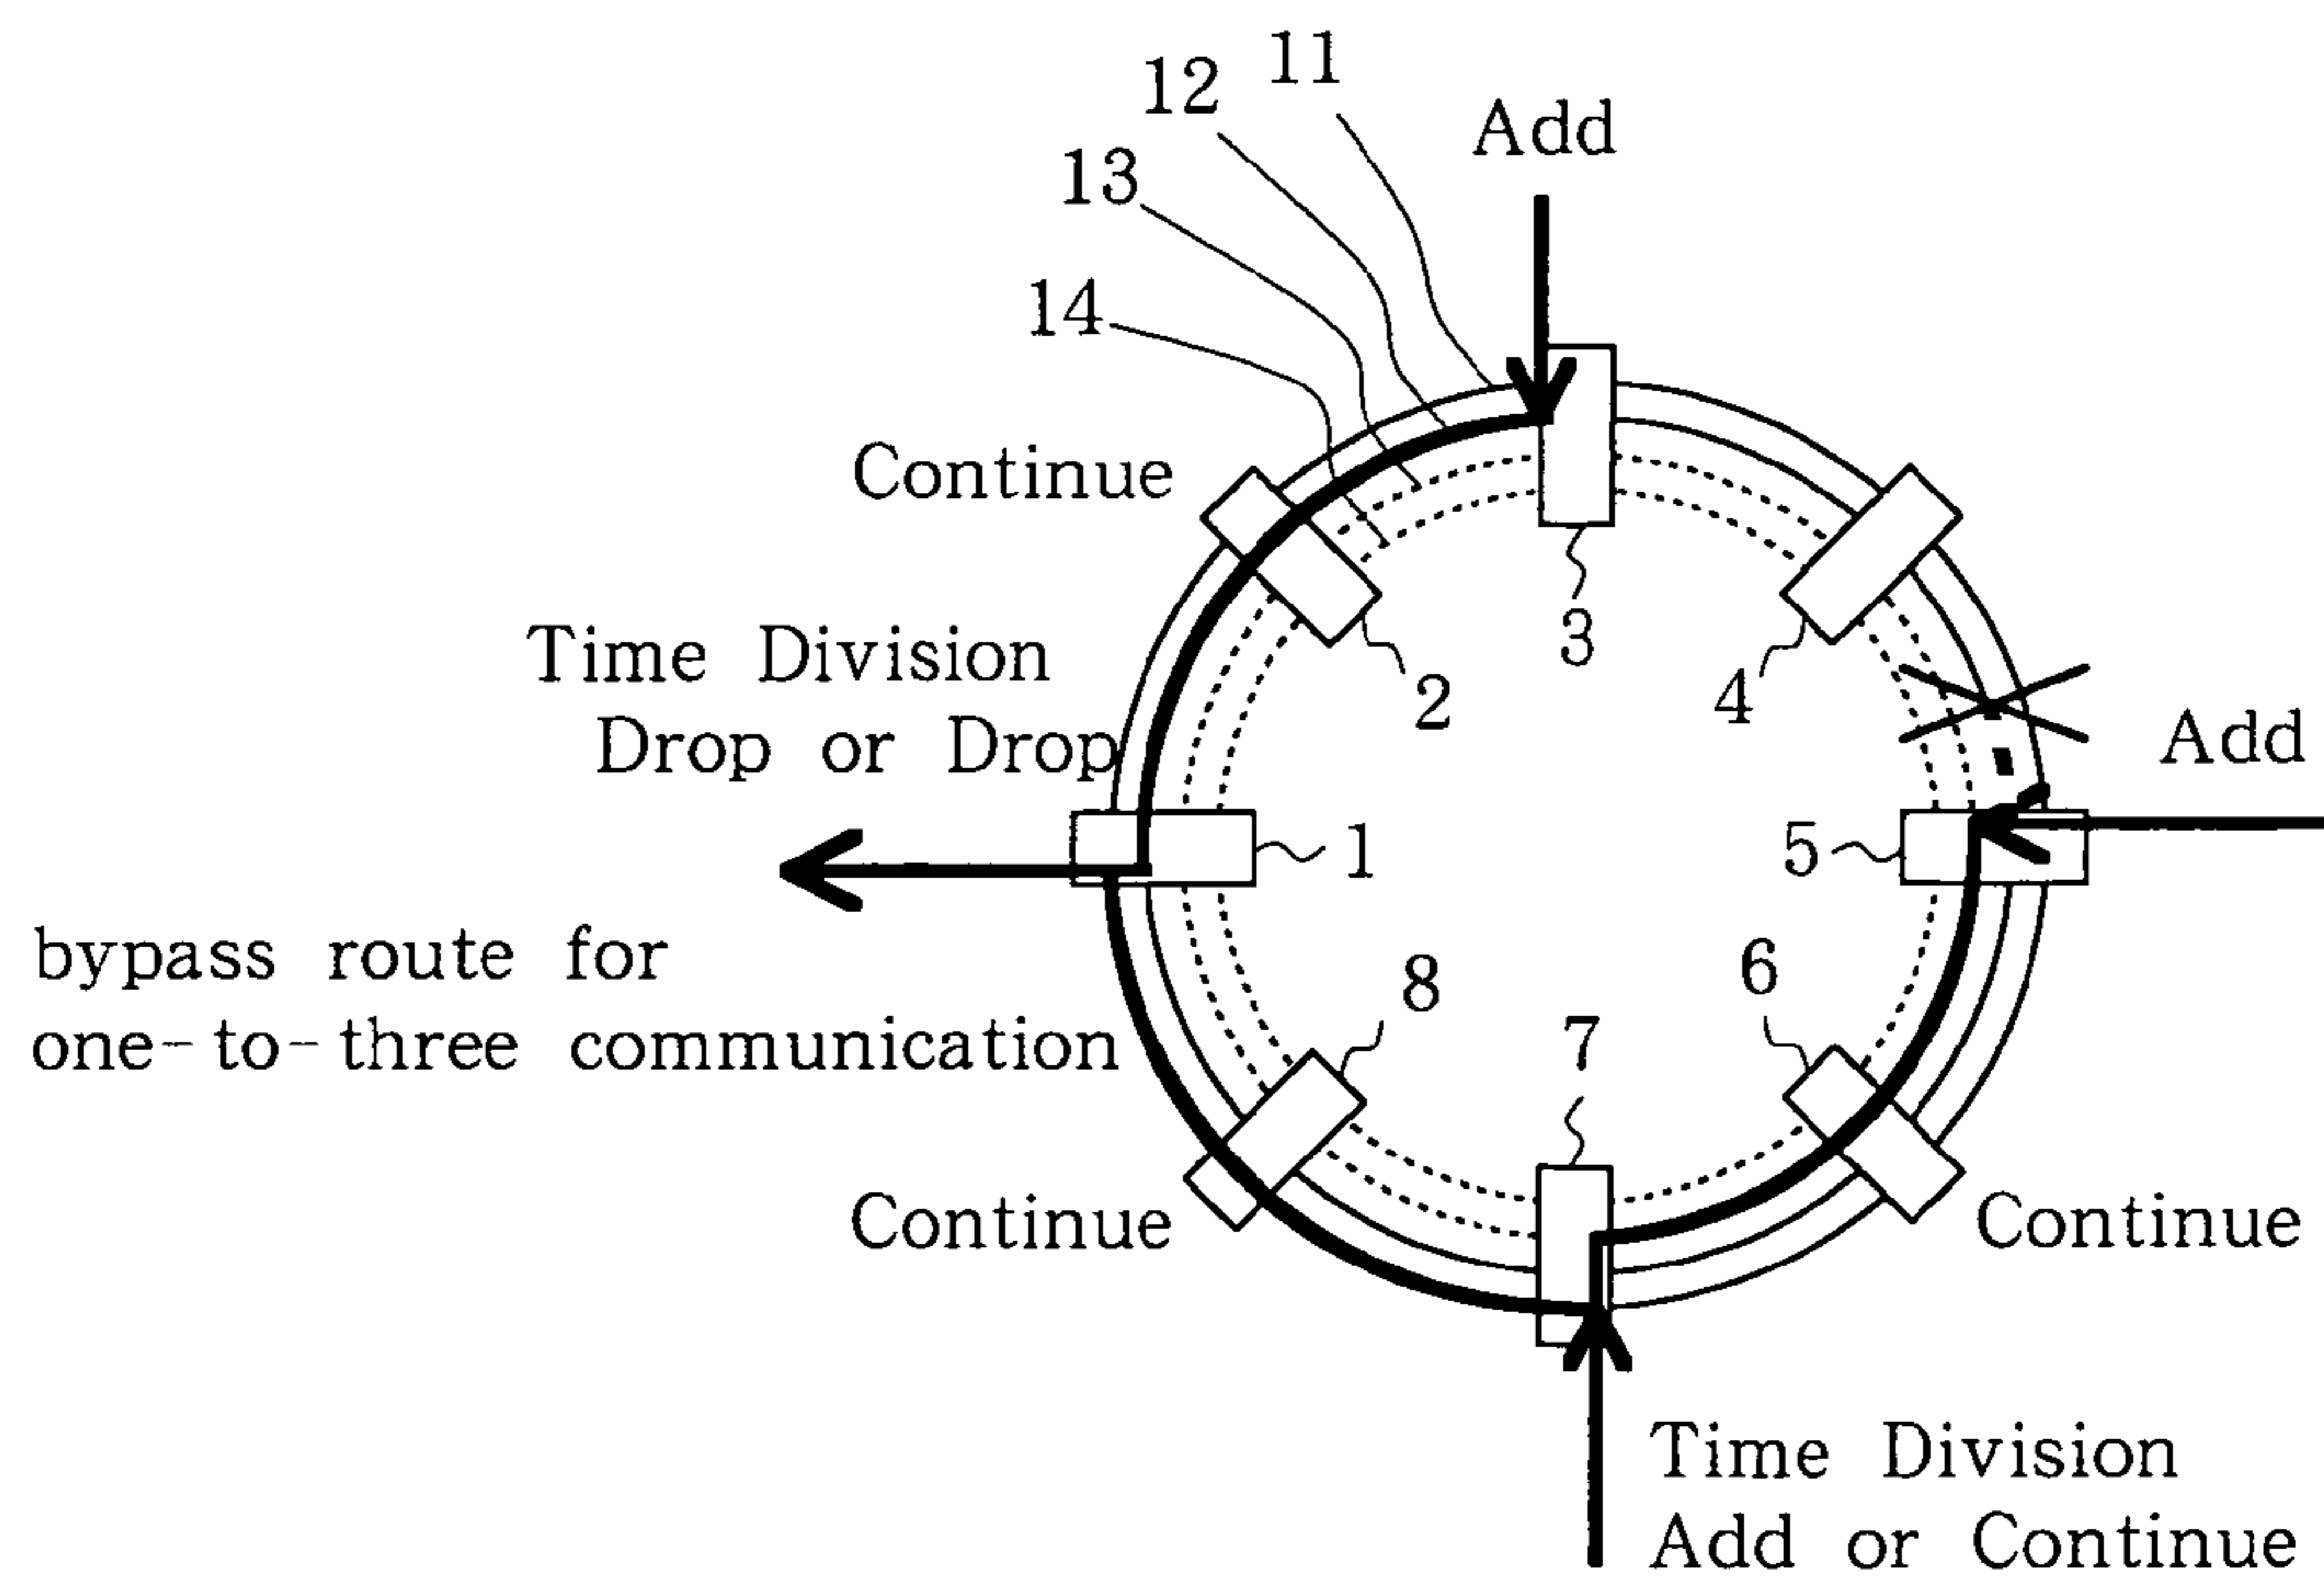 11
12
Add
13
14
Continue
3
Time Division
2
4
Drop or Drop
Add
1
5
bypass route for
6
8
one-to-three communication
7
Continue
Continue
Time Division
Add or Continue